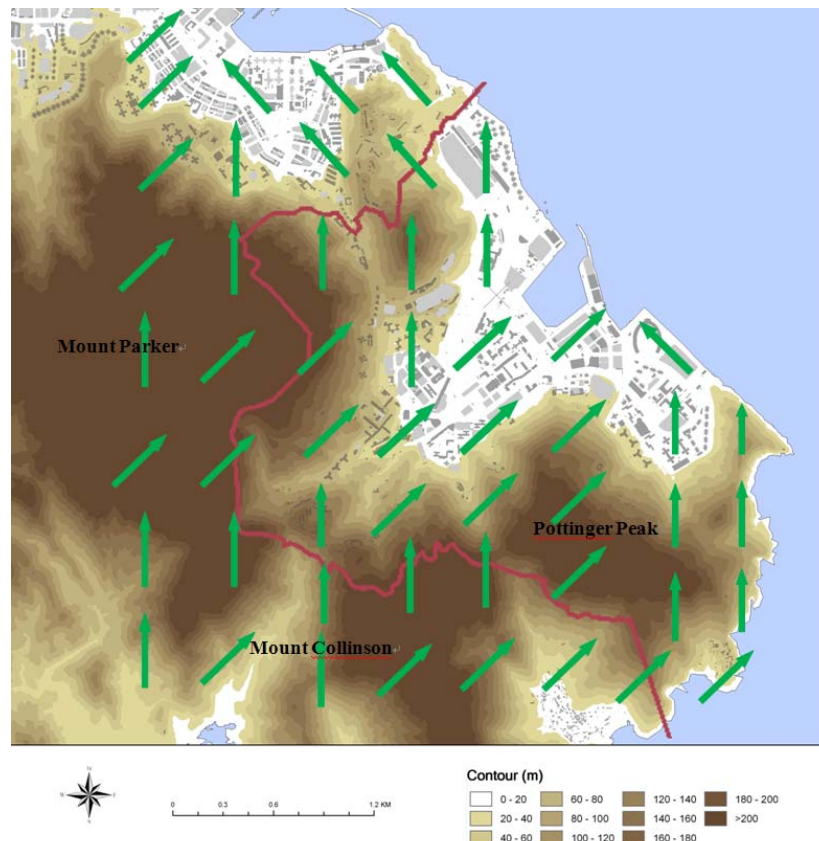 Mount Parker
Pottinger Peak
Mount Collinson
N
W
E
S
0 0.3 0.6 1.2 KM
Contour (m)
0 - 20
60 - 80
120 - 140
180 - 200
20 - 40
80 - 100
140 - 160
>200
40 - 60
100 - 120
160 - 180